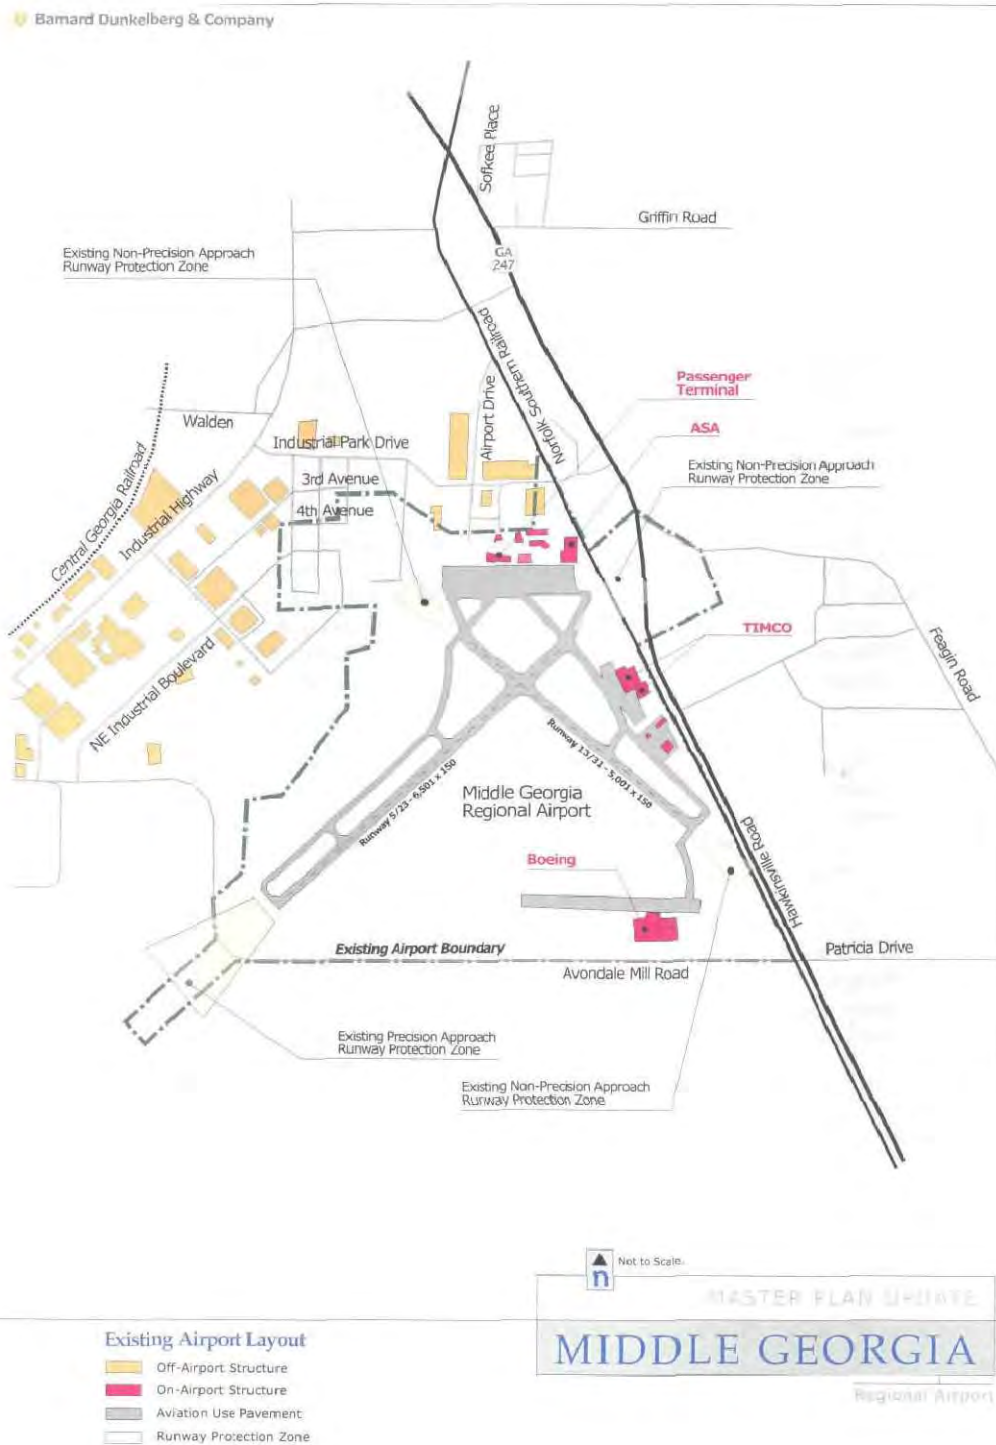 Barnard Dunkelberg & Company
Sofkee Place
Griffin Road
Existing Non-Precision Approach
Runway Protection Zone
GA
247
Norfolk Southern Railroad
Passenger
Terminal
Airport Drive
Walden
ASA
Industrial Park Drive
Central Georgia Railroad
Industrial Highway
3rd Avenue
Existing Non-Precision Approach
Runway Protection Zone
4th Avenue
TIMCO
Feagin Road
NE Industrial Boulevard
Runway 5/23 - 6,501 x 150
Runway 13/31 - 5,001 x 150
Middle Georgia
Regional Airport
Hawkinsville Road
Boeing
Existing Airport Boundary
Patricia Drive
Avondale Mill Road
Existing Precision Approach
Runway Protection Zone
Existing Non-Precision Approach
Runway Protection Zone
n
Not to Scale.
MASTER PLAN UPDATE
MIDDLE GEORGIA
Regional Airport
Existing Airport Layout
Off-Airport Structure
On-Airport Structure
Aviation Use Pavement
Runway Protection Zone